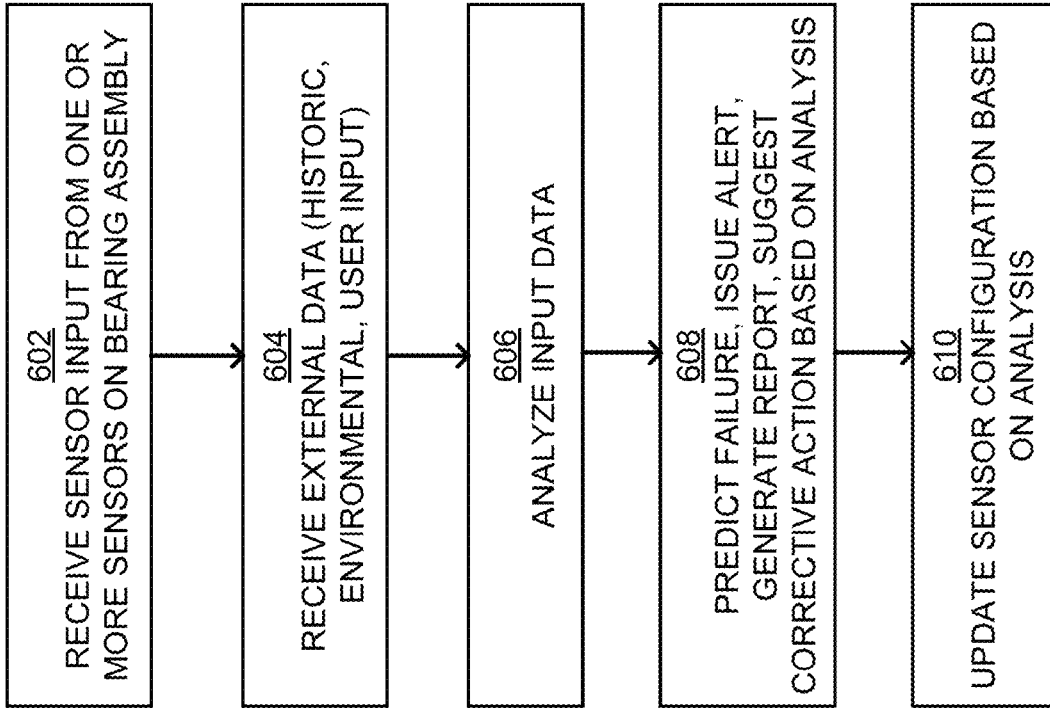 602
RECEIVE SENSOR INPUT FROM ONE OR
MORE SENSORS ON BEARING ASSEMBLY
604
RECEIVE EXTERNAL DATA (HISTORIC,
ENVIRONMENTAL, USER INPUT)
606
ANALYZE INPUT DATA
608
PREDICT FAILURE, ISSUE ALERT,
GENERATE REPORT, SUGGEST
CORRECTIVE ACTION BASED ON ANALYSIS
610
UPDATE SENSOR CONFIGURATION BASED
ON ANALYSIS